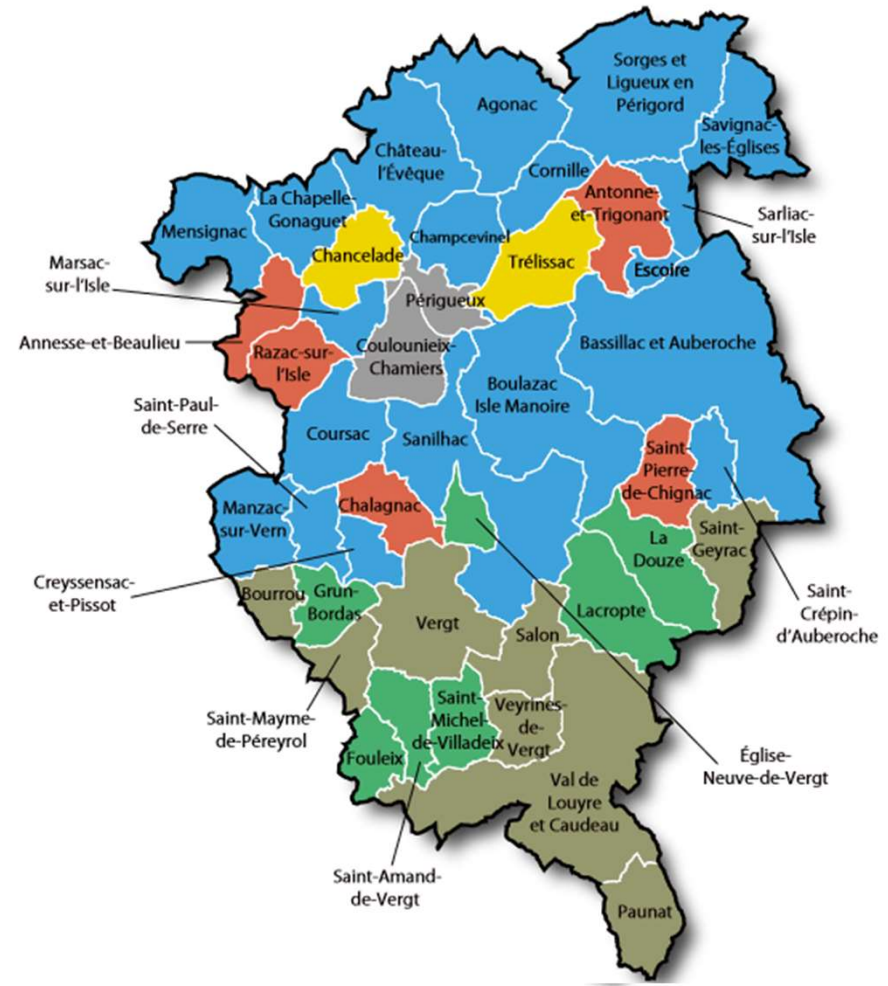 Sorges et
Ligueux en
Périgord
Agonac
Savignac-
les-Églises
Château-
l'Évêque
Cornille
La Chapelle-
Gonaguet
Antonne-
et-Trigonant
Sarliac-
sur-l'Isle
Mensignac
Chancelade
Champcevinel
Trélissac
Escoire
Marsac-
sur-l'Isle
Périgueux
Annesse-et-Beaulieu
Razac-sur-
l'Isle
Coulounieix-
Chamiers
Bassillac et Auberoche
Boulazac
Isle Manoire
Saint-Paul-
de-Serre
Coursac
Sanilhac
Saint-
Pierre-
de-Chignac
Manzac-
sur-Vern
Chalagnac
La
Douze
Saint-
Geyrac
Creyssensac-
et-Pissot
Bourrou
Grun-
Bordas
Vergt
Salon
Lacropte
Saint-
Crépin-
d'Auberoche
Saint-Mayme-
de-Péreyrol
Saint-
Michel-
de-Villadeix
Veyrines-
de-
Vergt
Fouleix
Église-
Neuve-de-Vergt
Val de
Louyre
et Caudeau
Saint-Amand-
de-Vergt
Paunat